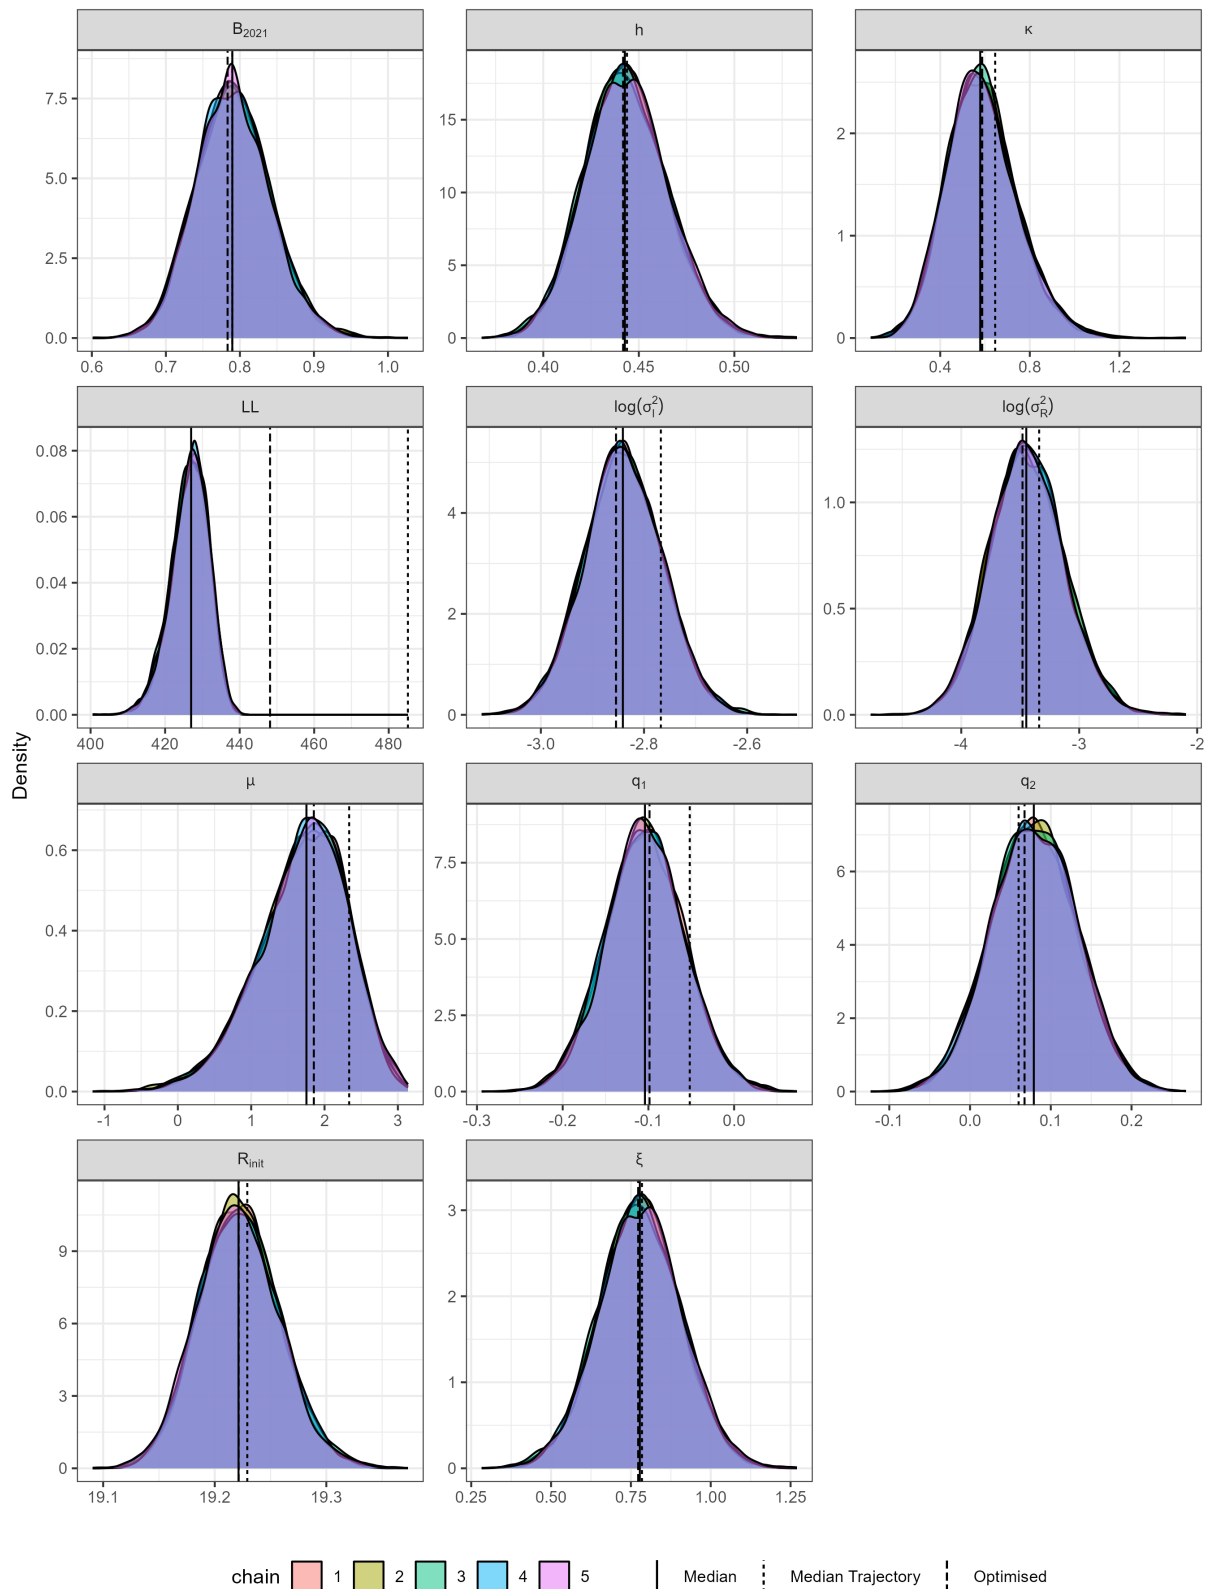 B2021 h κ
7.5 5.0 2.5 0.0
15 10 5 0
2 1 0
0.6 0.7 0.8 0.9 1.0 0.40 0.45 0.50 0.4 0.8 1.2
LL log(σI2) log(σR2)
0.08 0.06 0.04 0.02 0.00
4 2 0
1.0 0.5 0.0
400 420 440 460 480 -3.0 -2.8 -2.6 -4 -3 -2
Density
μ q1 q2
0.6 0.4 0.2 0.0
7.5 5.0 2.5 0.0
6 4 2 0
-1 0 1 2 3 -0.3 -0.2 -0.1 0.0 -0.1 0.0 0.1 0.2
Rinit ξ
9 6 3 0
3 2 1 0
19.1 19.2 19.3 0.25 0.50 0.75 1.00 1.25
chain 1 2 3 4 5 Median Median Trajectory Optimised